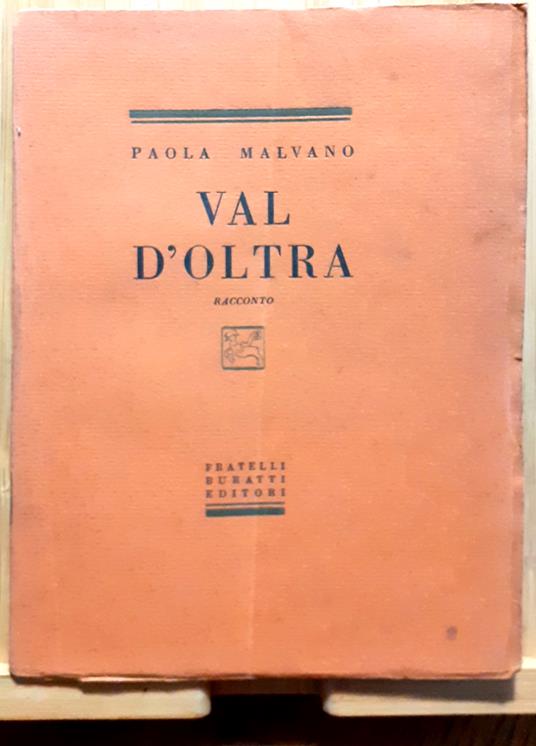 PAOLA MALVANO
VAL
D'OLTRA
RACCONTO
FRATELLI
BURATTI
EDITORI